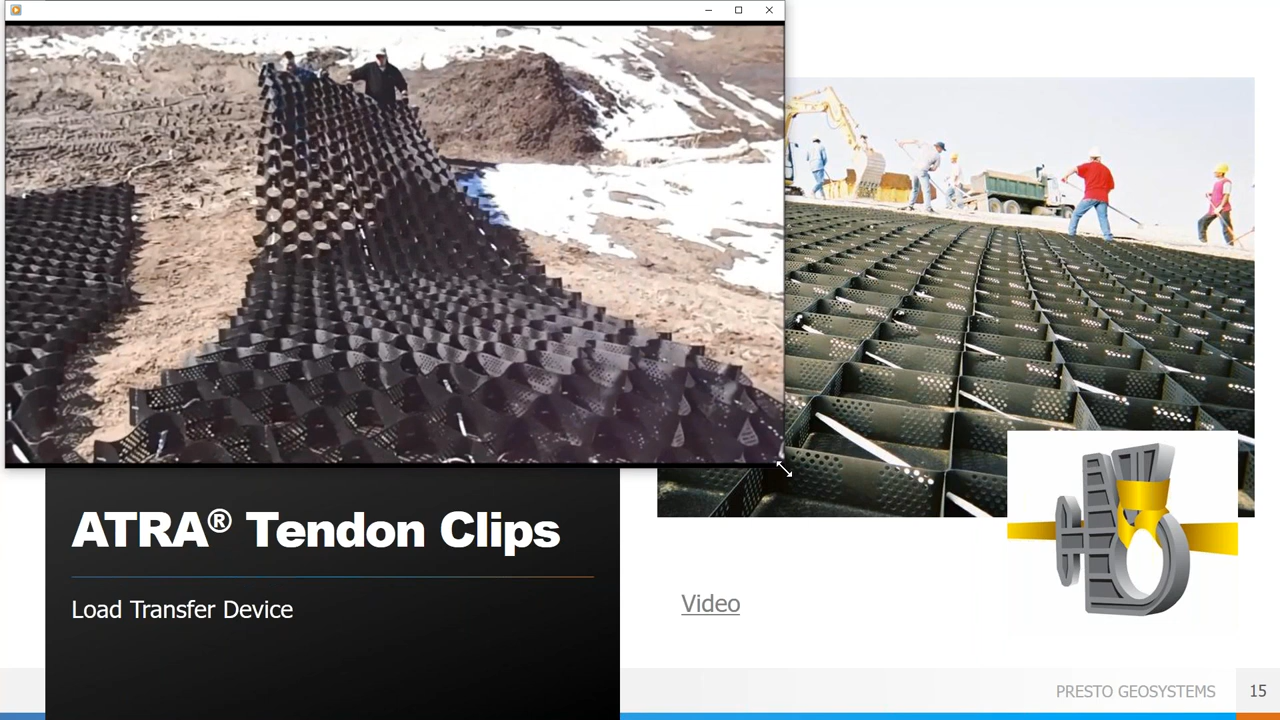 ATRA® Tendon Clips
Load Transfer Device
Video
PRESTO GEOSYSTEMS
15